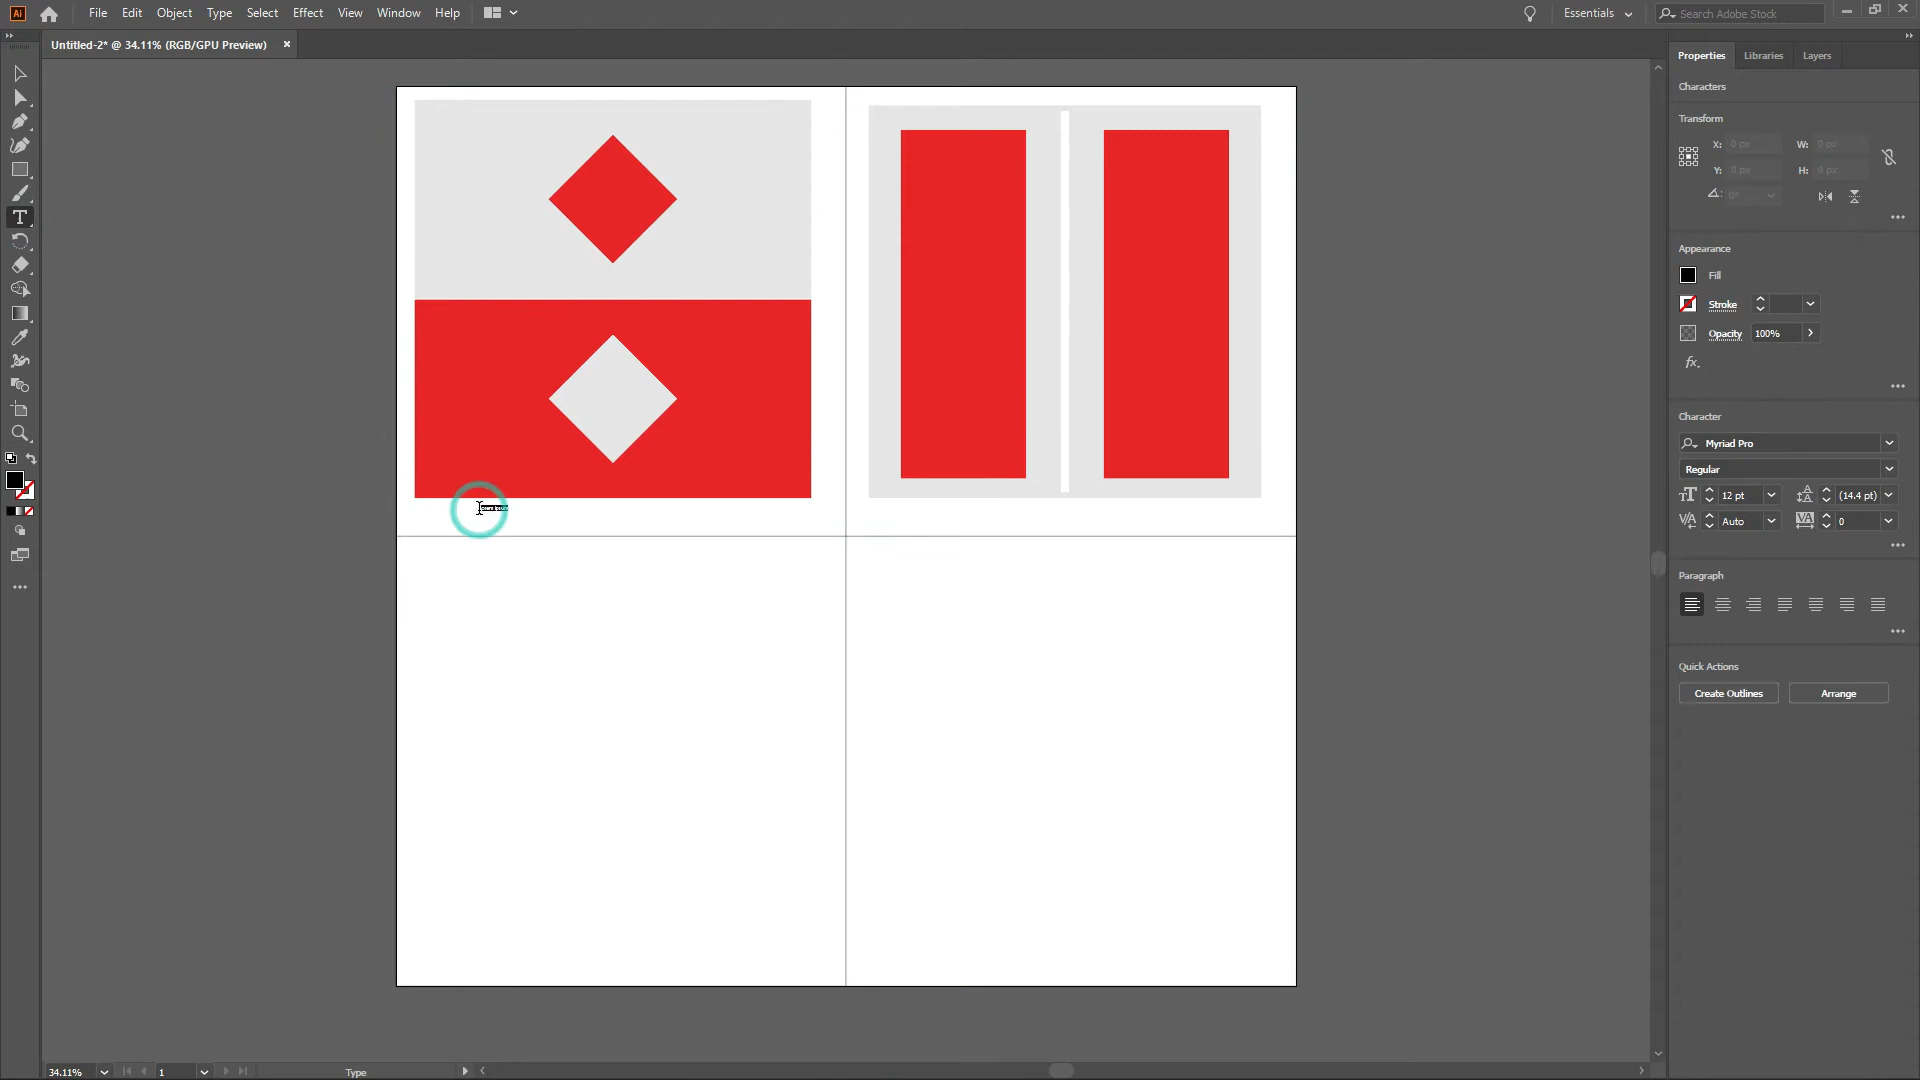 Ai File Edit Object Type Select Effect View Window Help Essentials Search Adobe Stock
Untitled-2* @ 34.11% (RGB/GPU Preview) ×
Properties Libraries Layers
Characters
Transform
X: 0 px W: 0 px
Y: 0 px H: 0 px
0°
Appearance
Fill
Stroke
Opacity 100%
fx.
Character
Myriad Pro
Regular
12 pt (14.4 pt)
Auto 0
Paragraph
Quick Actions
Create Outlines Arrange
34.11% 1 Type